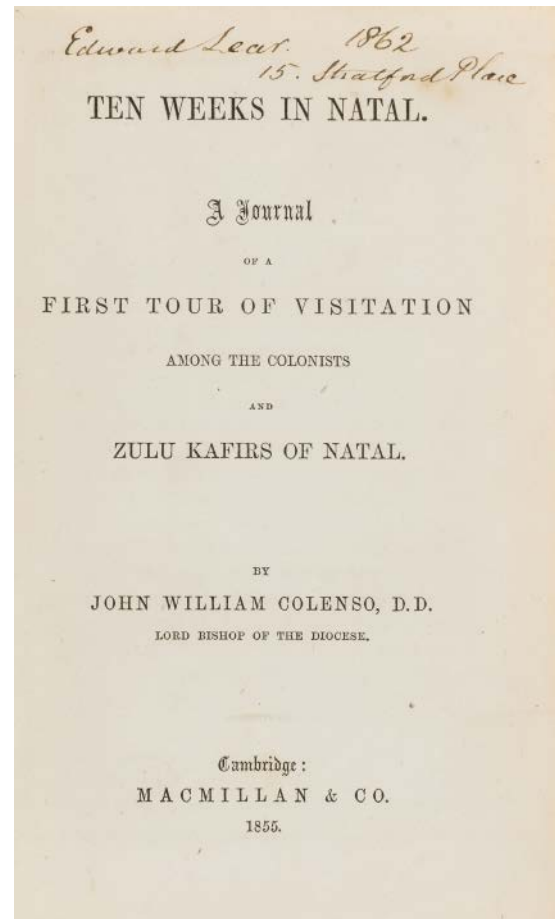 Edward Lear. 1862
15. Stratford Place
TEN WEEKS IN NATAL.
A Journal
OF A
FIRST TOUR OF VISITATION
AMONG THE COLONISTS
AND
ZULU KAFIRS OF NATAL.
BY
JOHN WILLIAM COLENSO, D.D.
LORD BISHOP OF THE DIOCESE.
Cambridge:
MACMILLAN & CO.
1855.